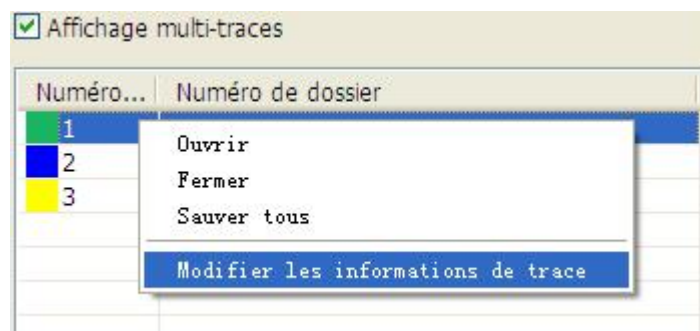 Affichage multi-traces
Numéro... Numéro de dossier
1
Ouvrir
2
Fermer
3
Sauver tous
Modifier les informations de trace